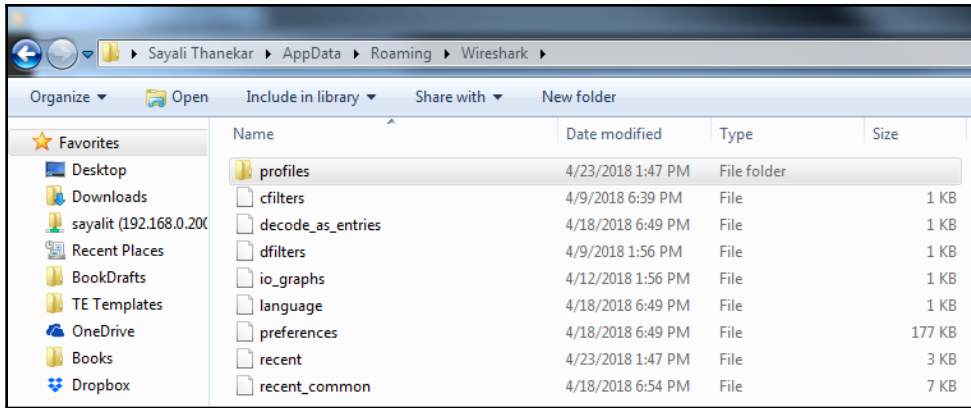 Sayali Thanekar AppData Roaming Wireshark
Organize Open Include in library Share with New folder
Favorites
Desktop
Downloads
sayalit (192.168.0.200
Recent Places
BookDrafts
TE Templates
OneDrive
Books
Dropbox
Name Date modified Type Size
profiles 4/23/2018 1:47 PM File folder
cfilters 4/9/2018 6:39 PM File 1 KB
decode_as_entries 4/18/2018 6:49 PM File 1 KB
dfilters 4/9/2018 1:56 PM File 1 KB
io_graphs 4/12/2018 1:56 PM File 1 KB
language 4/18/2018 6:49 PM File 1 KB
preferences 4/18/2018 6:49 PM File 177 KB
recent 4/23/2018 1:47 PM File 3 KB
recent_common 4/18/2018 6:54 PM File 7 KB